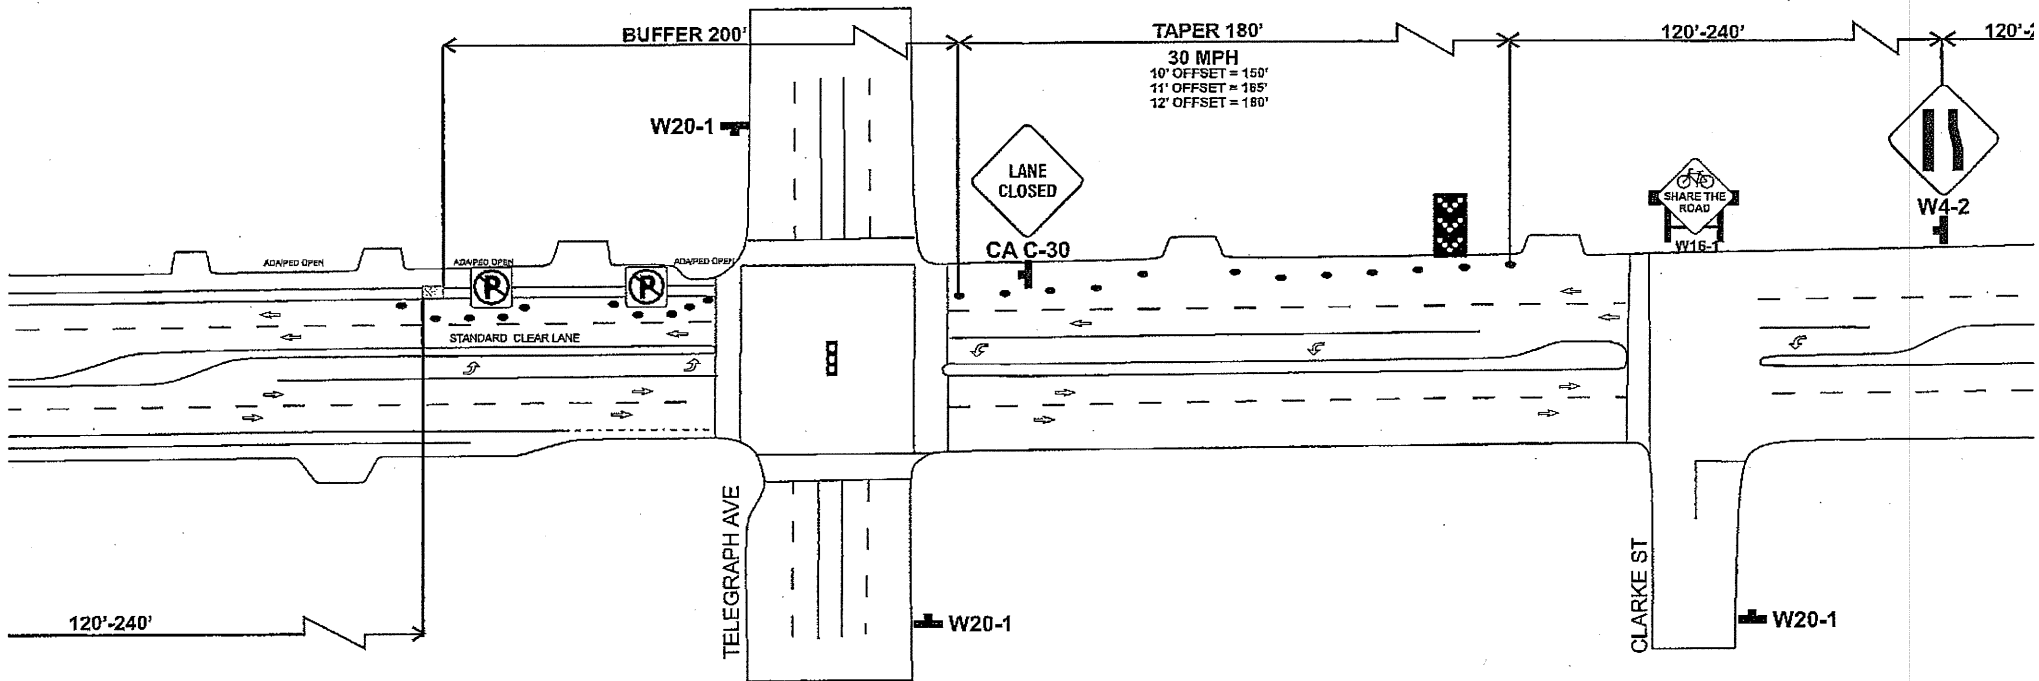 BUFFER 200'
TAPER 180'
120'-240'
30 MPH
10' OFFSET = 150'
11' OFFSET = 165'
12' OFFSET = 180'
W20-1
LANE
CLOSED
SHARE THE
ROAD
W4-2
W16-1
CA C-30
ADA/PED OPEN
ADA/PED OPEN
ADA/PED OPEN
P
P
STANDARD CLEAR LANE
TELEGRAPH AVE
CLARKE ST
120'-240'
W20-1
W20-1